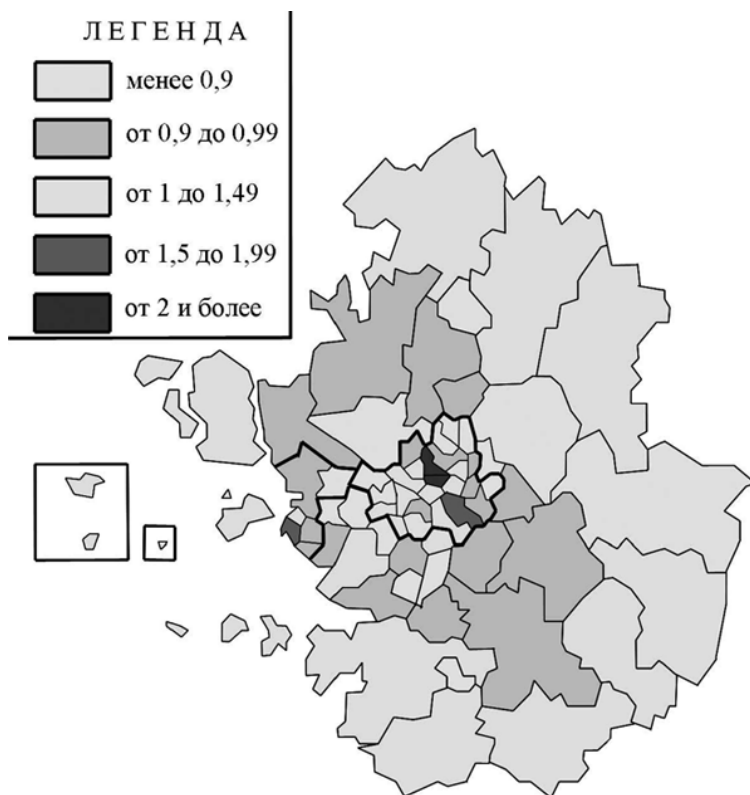 ЛЕГЕНДА
менее 0,9
от 0,9 до 0,99
от 1 до 1,49
от 1,5 до 1,99
от 2 и более